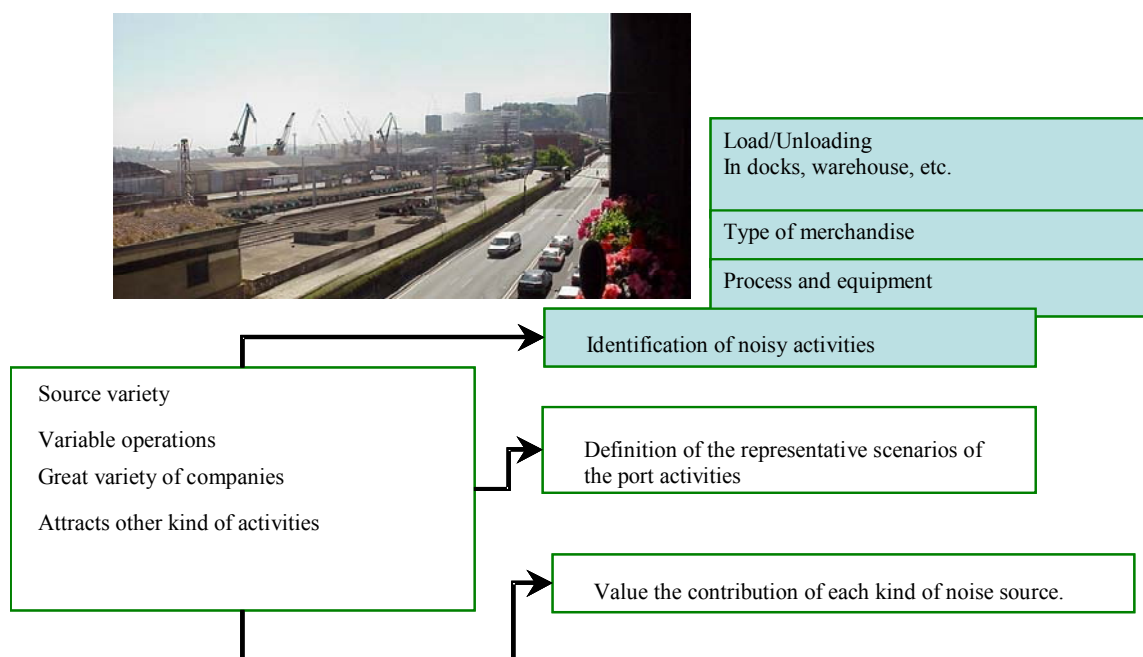 Load/Unloading
In docks, warehouse, etc.
Type of merchandise
Process and equipment
Identification of noisy activities
Source variety
Variable operations
Great variety of companies
Attracts other kind of activities
Definition of the representative scenarios of
the port activities
Value the contribution of each kind of noise source.